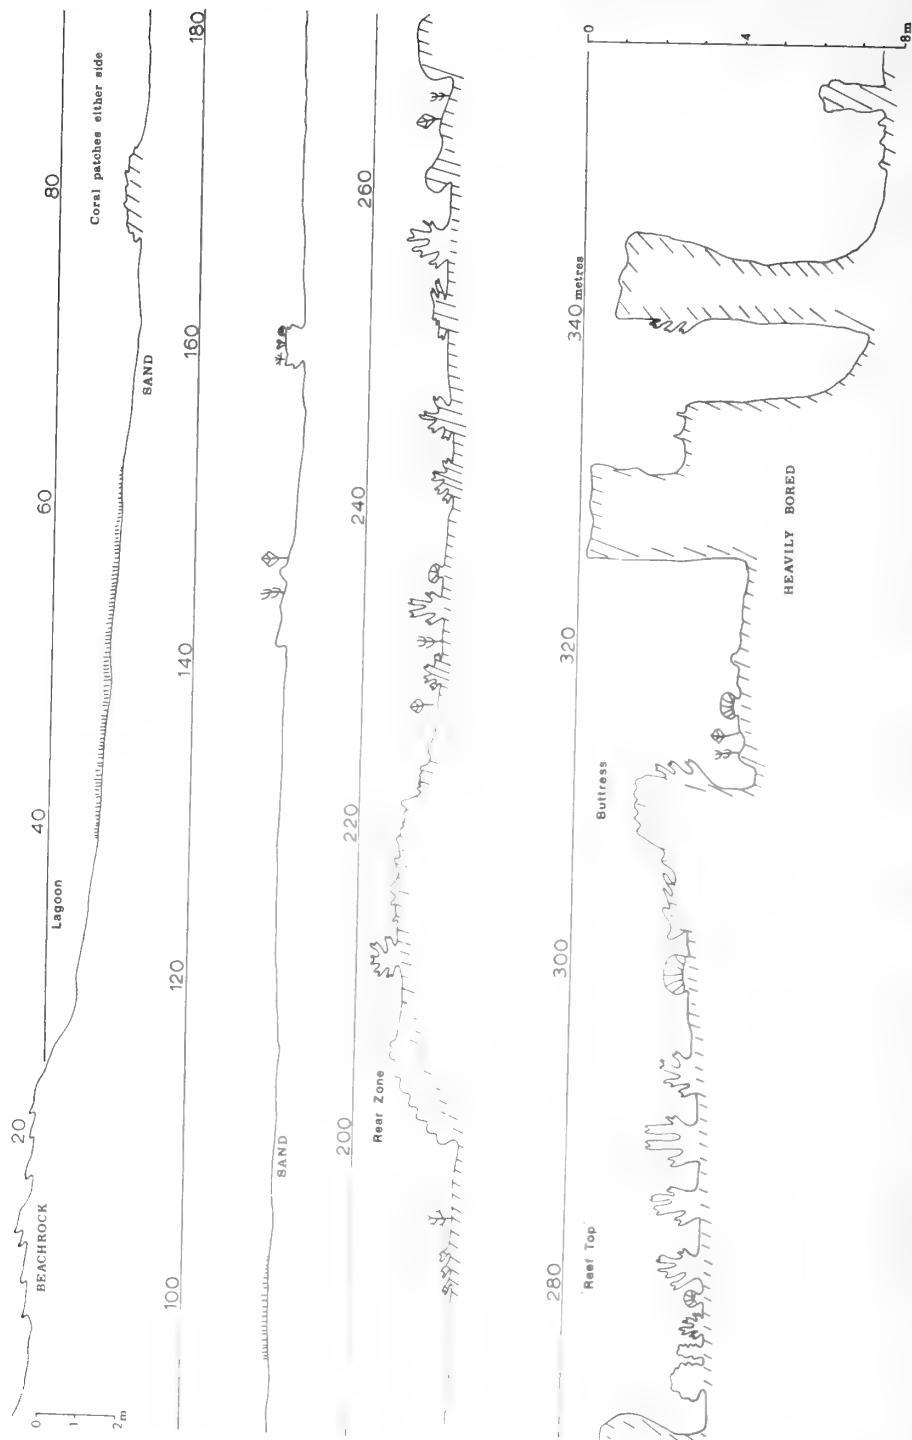 0
1
2m
BEACHROCK
20
40
Lagoon
60
SAND
80
Coral patches either side
100
SAND
120
140
160
180
200
Rear Zone
220
240
260
280
'Reef Top'
300
Buttress
320
HEAVILY BORED
340 metres
0
4
8m